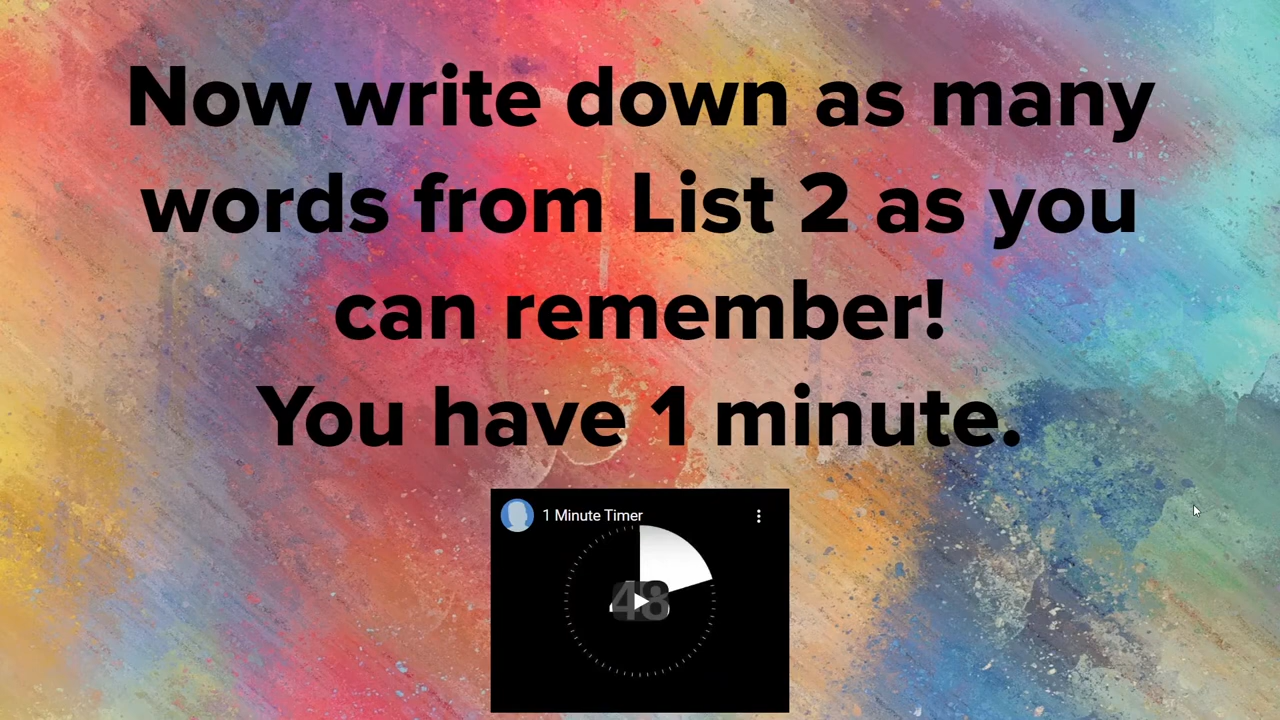 Now write down as many
words from List 2 as you
can remember!
You have 1 minute.
1 Minute Timer
48